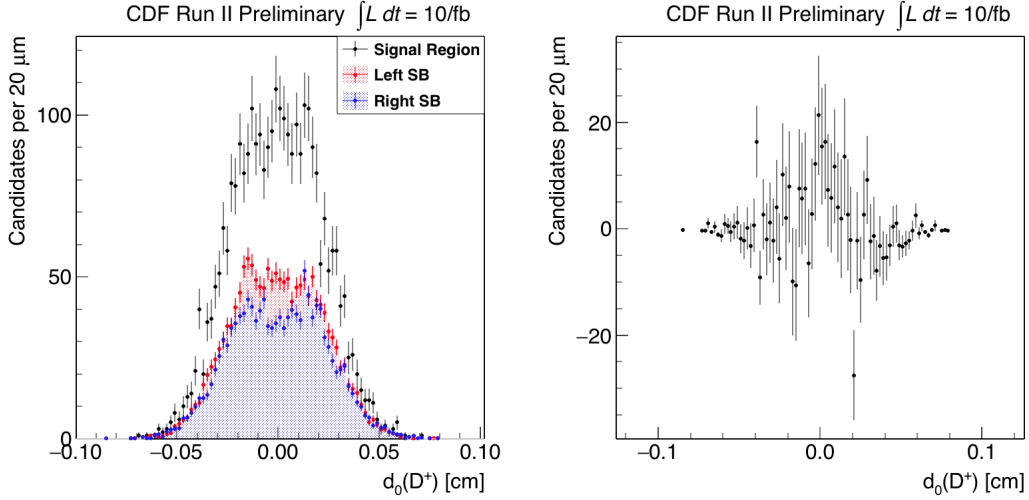 CDF Run II Preliminary ∫L dt = 10/fb
Candidates per 20 μm
Signal Region
Left SB
Right SB
100
50
0
−0.10
−0.05
0.00
0.05
0.10
d₀(D⁺) [cm]
CDF Run II Preliminary ∫L dt = 10/fb
Candidates per 20 μm
20
0
−20
−0.1
0.0
0.1
d₀(D⁺) [cm]